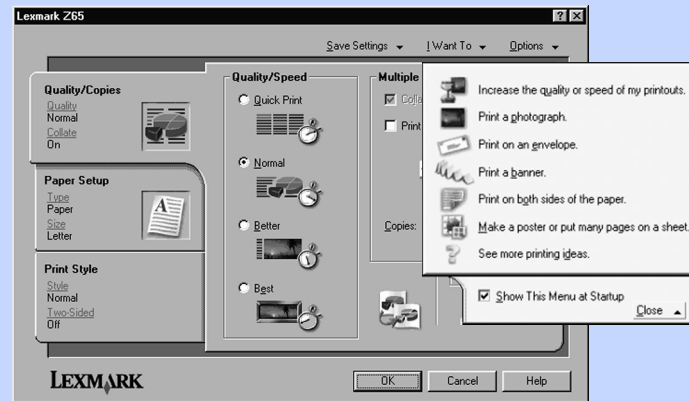 Lexmark Z65
Save Settings
I Want To
Options
Quality/Copies
Quality
Normal
Collate
On
Paper Setup
Type
Paper
Size
Letter
Print Style
Style
Normal
Two-Sided
Off
Quality/Speed
Quick Print
Normal
Better
Best
Multiple
Print
Copies:
Increase the quality or speed of my printouts.
Print a photograph.
Print on an envelope.
Print a banner.
Print on both sides of the paper.
Make a poster or put many pages on a sheet.
See more printing ideas.
Show This Menu at Startup
Close
LEXMARK
OK
Cancel
Help